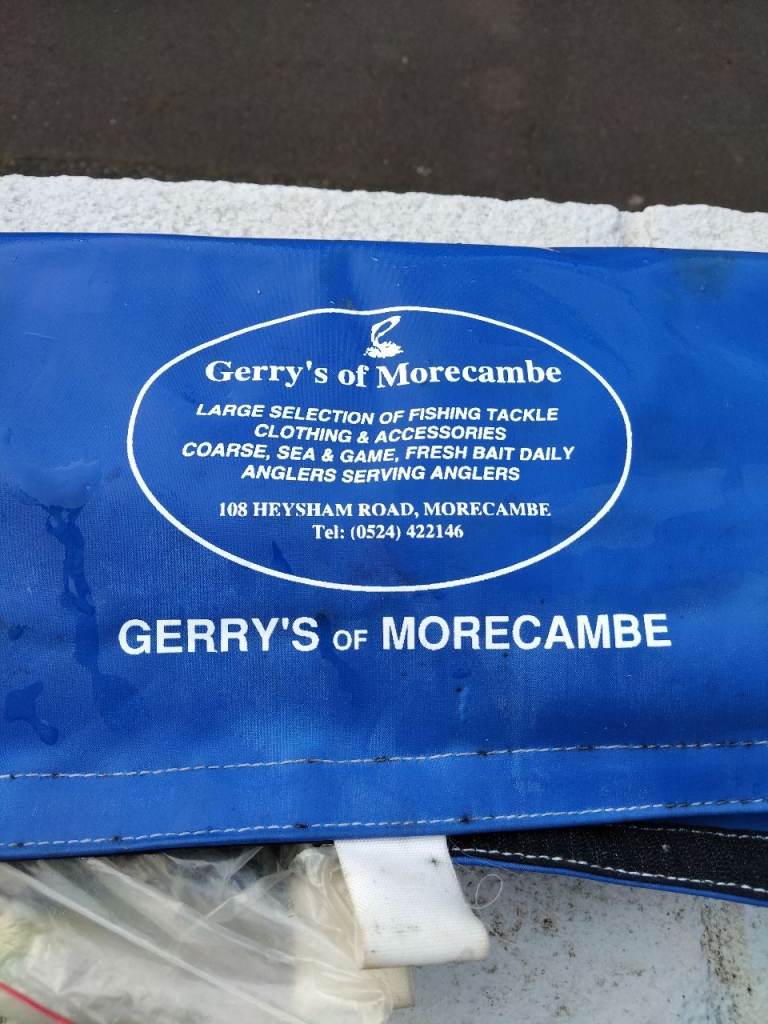 Gerry's of Morecambe
LARGE SELECTION OF FISHING TACKLE
CLOTHING & ACCESSORIES
COARSE, SEA & GAME, FRESH BAIT DAILY
ANGLERS SERVING ANGLERS
108 HEYSHAM ROAD, MORECAMBE
Tel: (0524) 422146
GERRY'S OF MORECAMBE